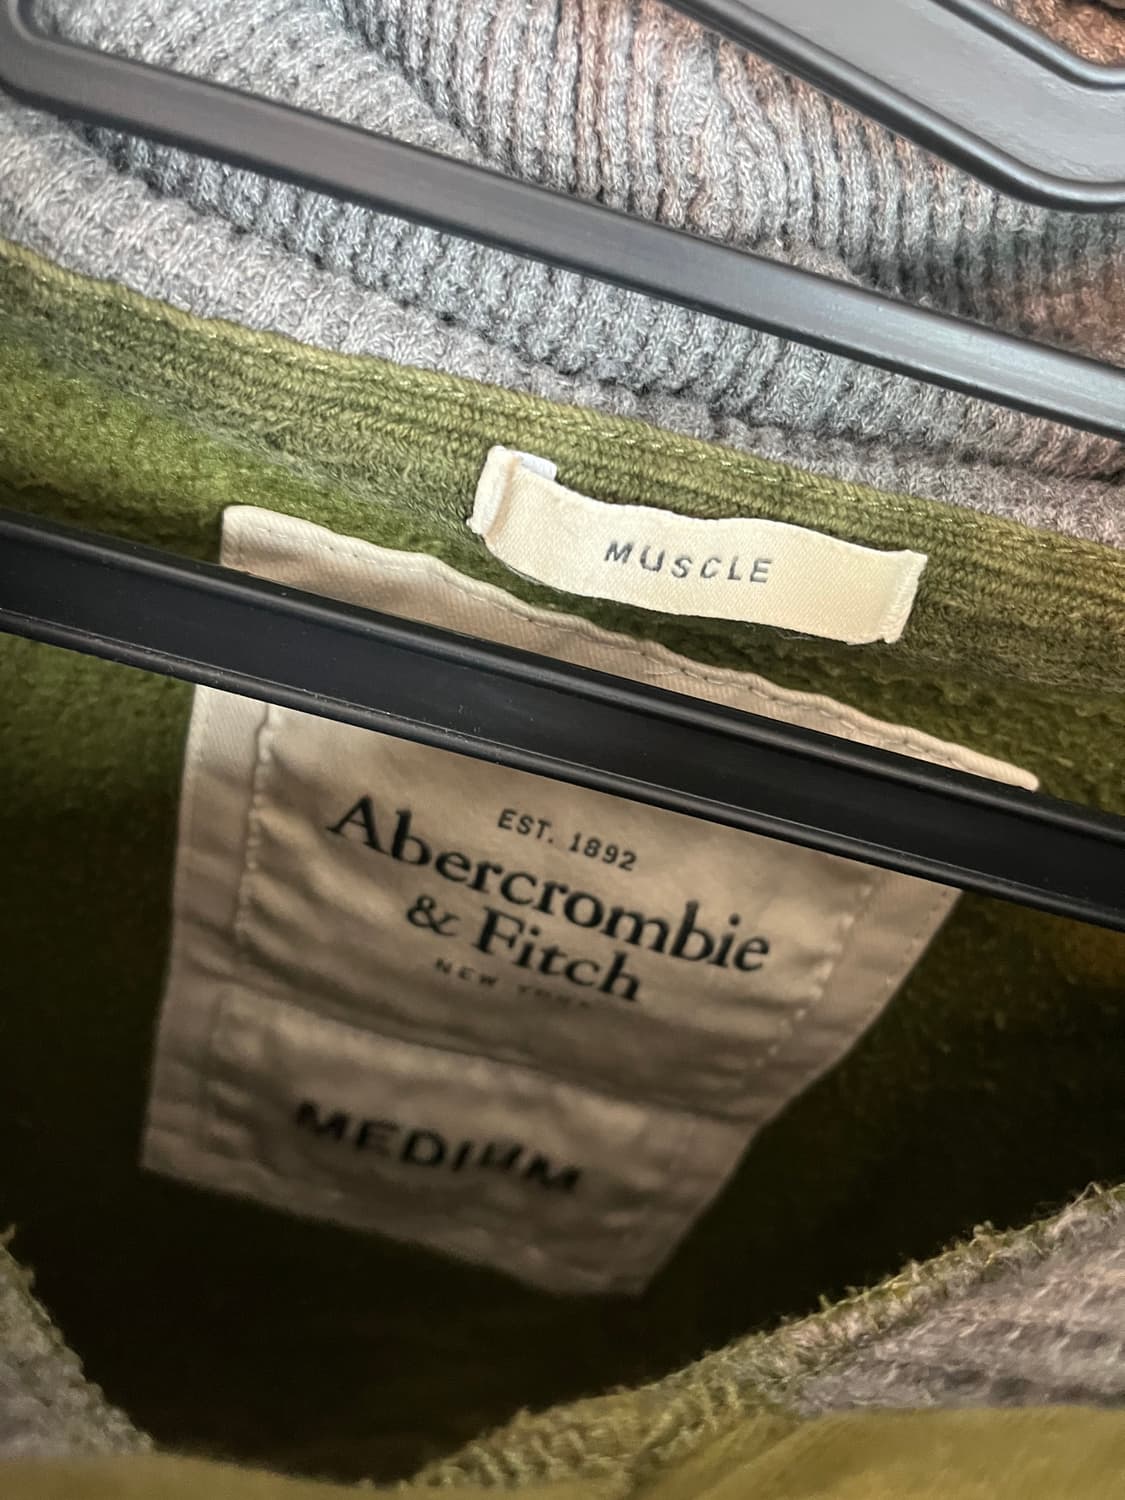 MUSCLE
EST. 1892
Abercrombie
& Fitch
NEW YORK
MEDIUM